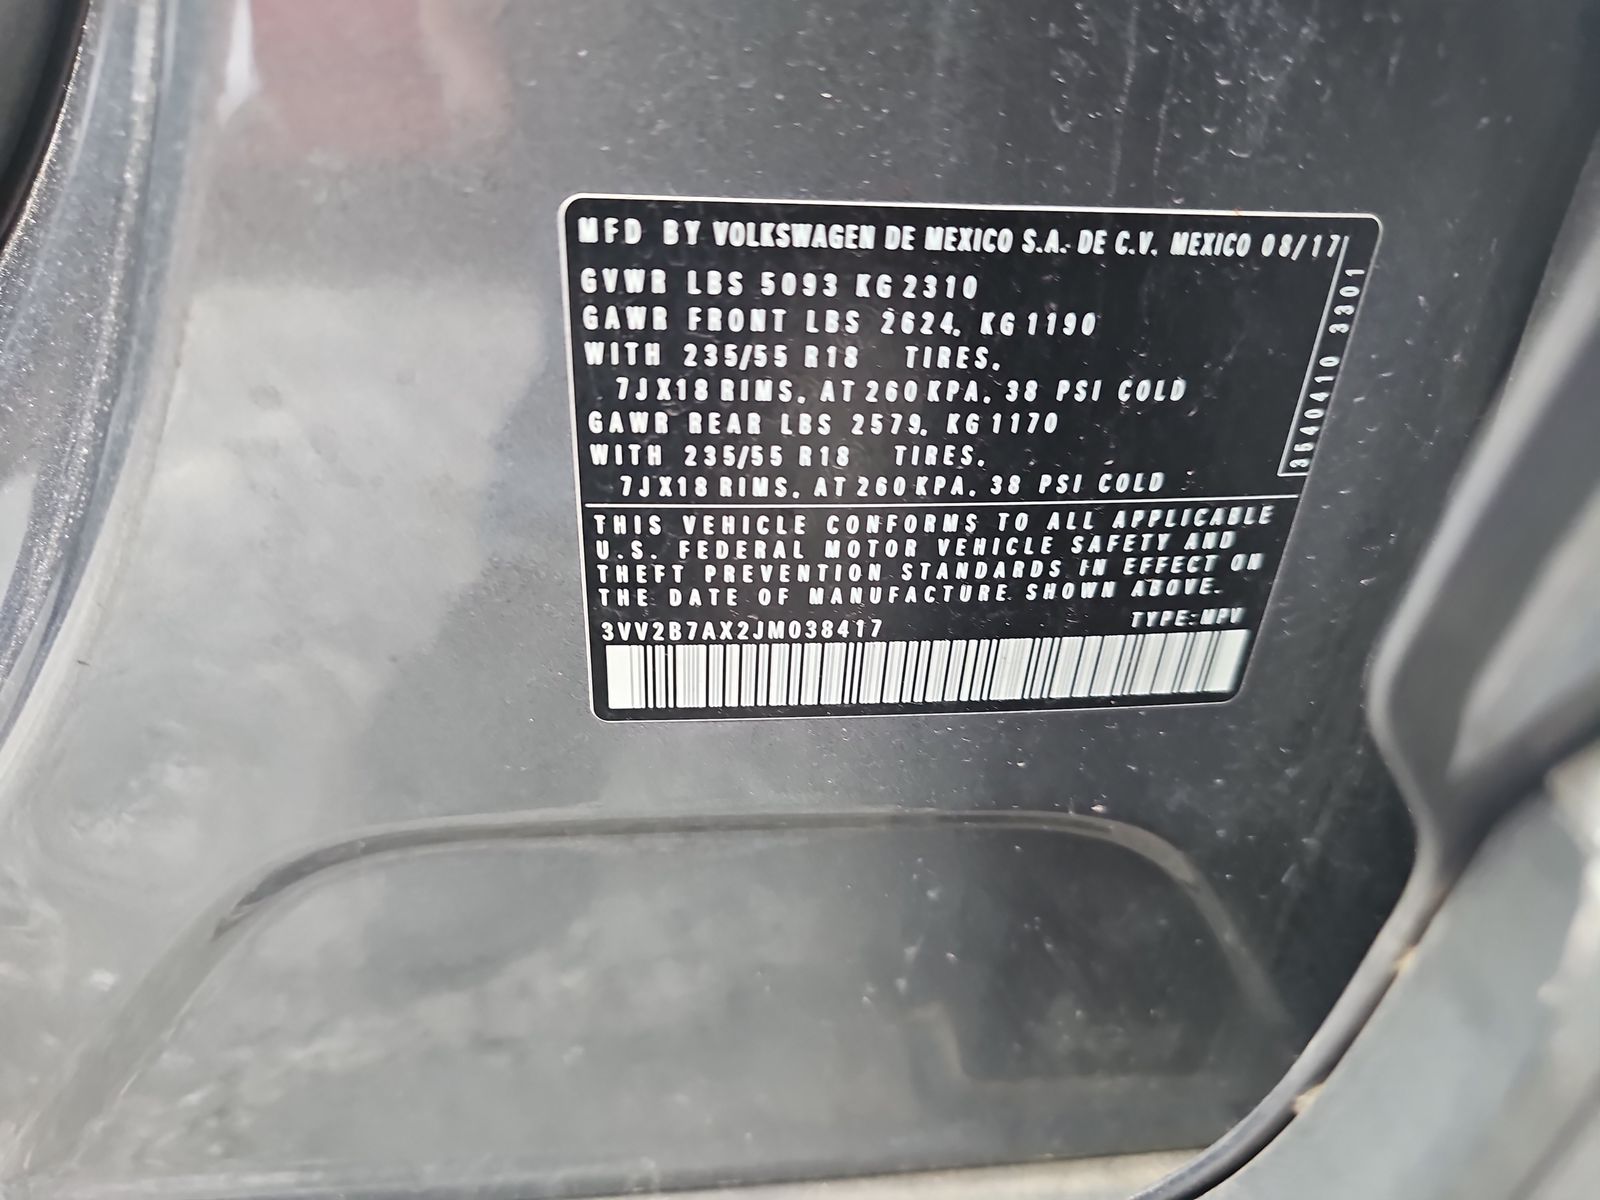 MFD BY VOLKSWAGEN DE MEXICO S.A. DE C.V. MEXICO 08/17
GVWR LBS 5093 KG 2310
GAWR FRONT LBS 2624, KG 1190
WITH 235/55 R18 TIRES,
7JX18 RIMS, AT 260 KPA, 38 PSI COLD
GAWR REAR LBS 2579, KG 1170
WITH 235/55 R18 TIRES,
7JX18 RIMS, AT 260 KPA, 38 PSI COLD
3540410 3301
THIS VEHICLE CONFORMS TO ALL APPLICABLE
U.S. FEDERAL MOTOR VEHICLE SAFETY AND
THEFT PREVENTION STANDARDS IN EFFECT ON
THE DATE OF MANUFACTURE SHOWN ABOVE.
3VV2B7AX2JM038417
TYPE: MPV